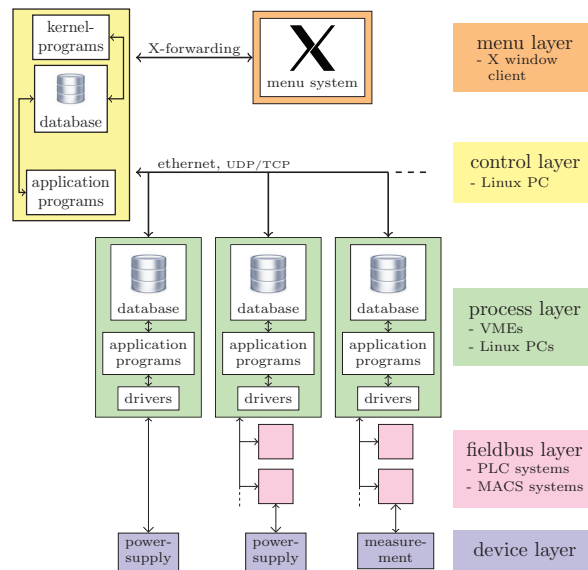 kernel-
programs
database
application
programs
X-forwarding
menu system
menu layer
- X window
client
ethernet, UDP/TCP
control layer
- Linux PC
database
application
programs
drivers
database
application
programs
drivers
database
application
programs
drivers
process layer
- VMEs
- Linux PCs
fieldbus layer
- PLC systems
- MACS systems
power-
supply
power-
supply
measure-
ment
device layer